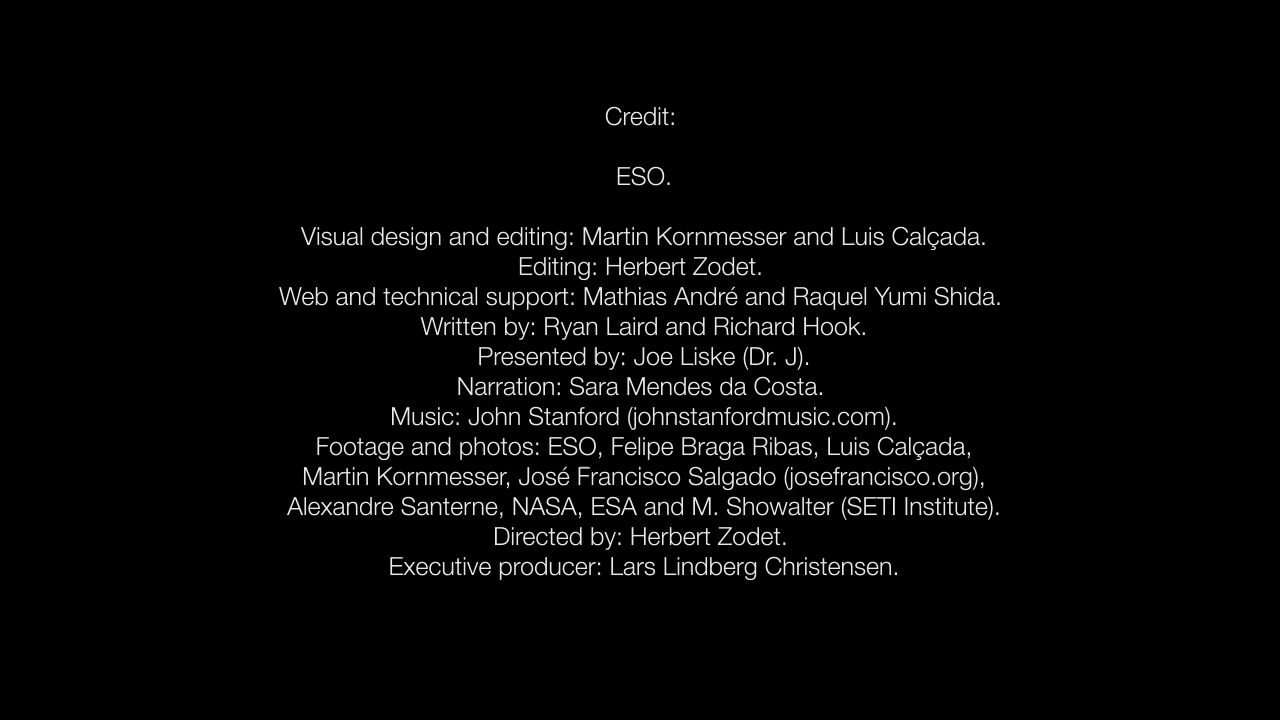 Credit:
ESO.
Visual design and editing: Martin Kornmesser and Luis Calçada.
Editing: Herbert Zodet.
Web and technical support: Mathias André and Raquel Yumi Shida.
Written by: Ryan Laird and Richard Hook.
Presented by: Joe Liske (Dr. J).
Narration: Sara Mendes da Costa.
Music: John Stanford (johnstanfordmusic.com).
Footage and photos: ESO, Felipe Braga Ribas, Luis Calçada,
Martin Kornmesser, José Francisco Salgado (josefrancisco.org),
Alexandre Santerne, NASA, ESA and M. Showalter (SETI Institute).
Directed by: Herbert Zodet.
Executive producer: Lars Lindberg Christensen.